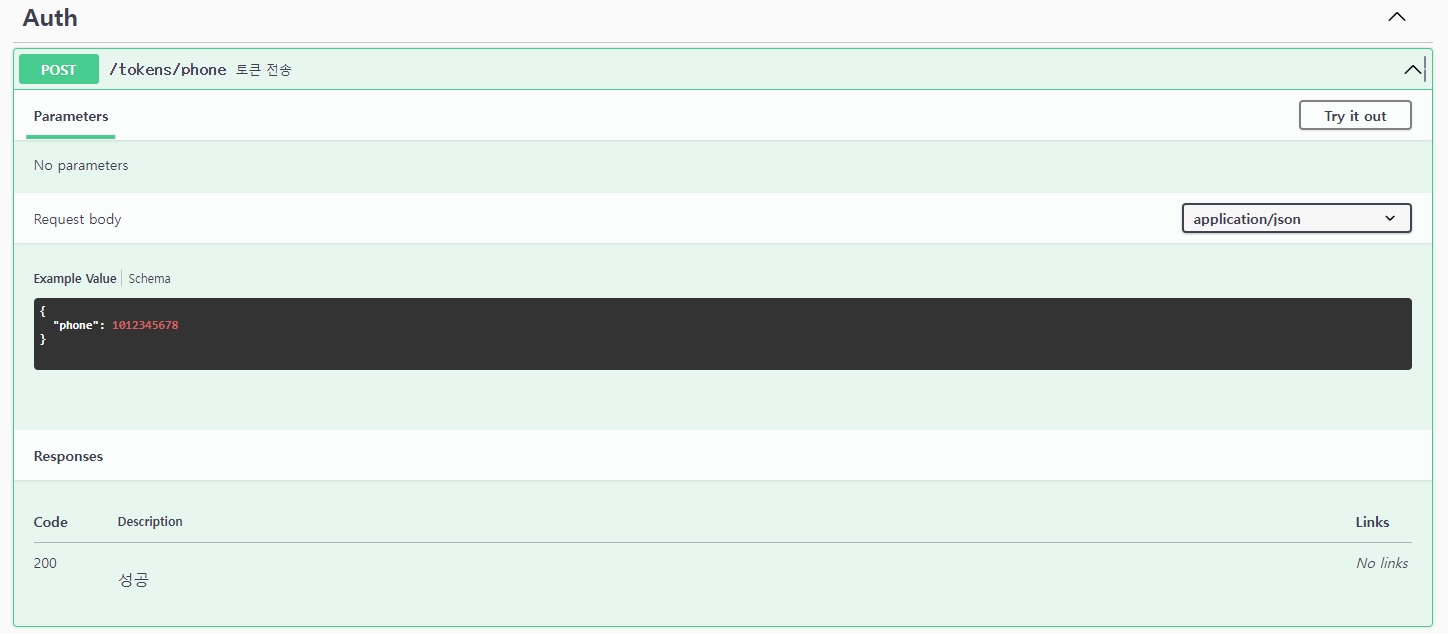 Auth
POST /tokens/phone 토큰 전송
Parameters Try it out
No parameters
Request body application/json
Example Value Schema
{
"phone": 1012345678
}
Responses
Code Description Links
200 No links
성공